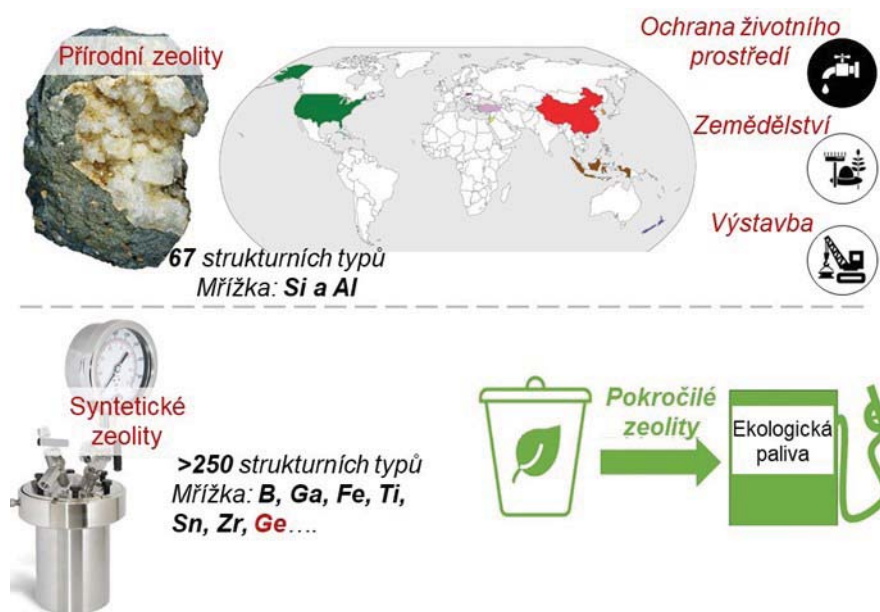 Přírodní zeolity
Ochrana životního
prostředí
Zemědělství
Výstavba
67 strukturních typů
Mřížka: Si a Al
Syntetické
zeolity
>250 strukturních typů
Mřížka: B, Ga, Fe, Ti,
Sn, Zr, Ge....
Pokročilé
zeolity
Ekologická
paliva